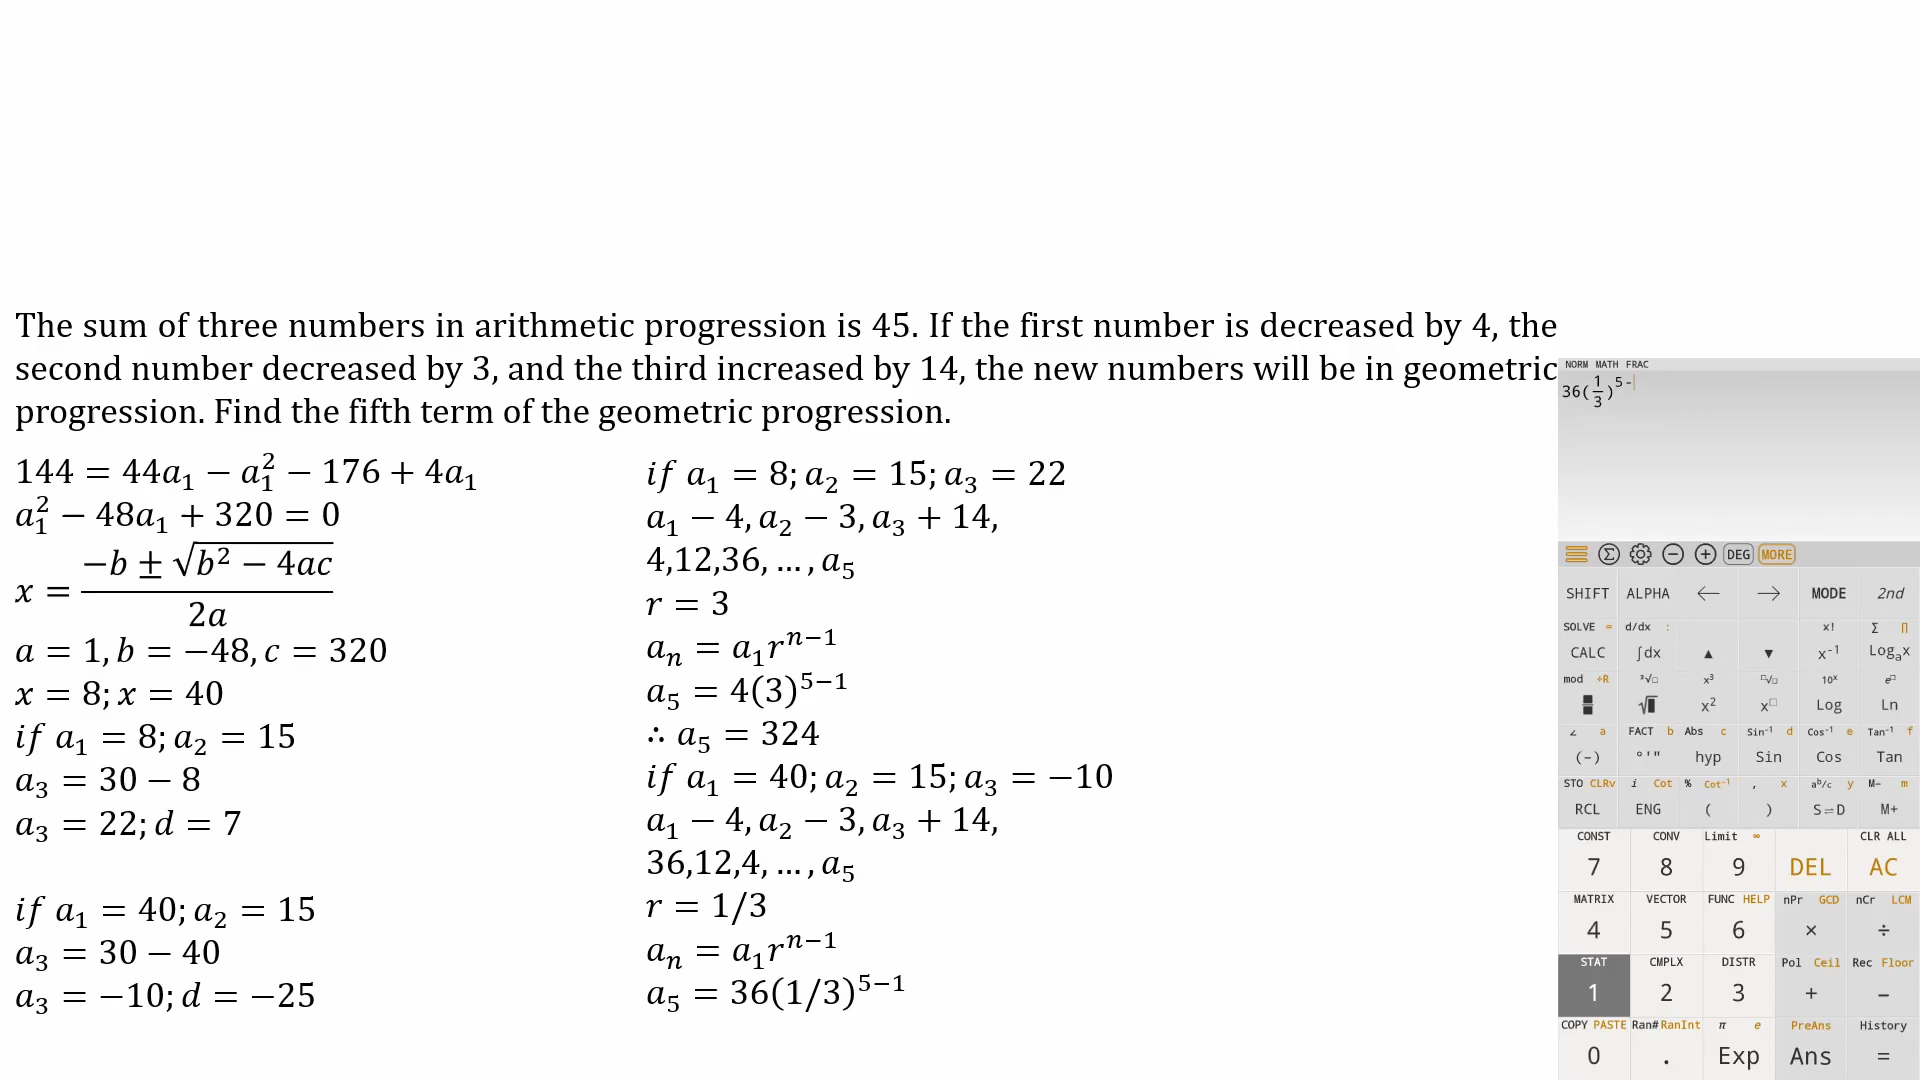 The sum of three numbers in arithmetic progression is 45. If the first number is decreased by 4, the
second number decreased by 3, and the third increased by 14, the new numbers will be in geometric
progression. Find the fifth term of the geometric progression.
144 = 44a₁ − a₁² − 176 + 4a₁
a₁² − 48a₁ + 320 = 0
x = (−b ± √(b² − 4ac)) / 2a
a = 1, b = −48, c = 320
x = 8; x = 40
if a₁ = 8; a₂ = 15
a₃ = 30 − 8
a₃ = 22; d = 7
if a₁ = 40; a₂ = 15
a₃ = 30 − 40
a₃ = −10; d = −25
if a₁ = 8; a₂ = 15; a₃ = 22
a₁ − 4, a₂ − 3, a₃ + 14,
4,12,36, … , a₅
r = 3
aₙ = a₁rⁿ⁻¹
a₅ = 4(3)⁵⁻¹
∴ a₅ = 324
if a₁ = 40; a₂ = 15; a₃ = −10
a₁ − 4, a₂ − 3, a₃ + 14,
36,12,4, … , a₅
r = 1/3
aₙ = a₁rⁿ⁻¹
a₅ = 36(1/3)⁵⁻¹
NORM MATH FRAC
36(1/3)⁵⁻
DEG MORE
SHIFT ALPHA ← → MODE 2nd
SOLVE = d/dx : x! ∑ ∏
CALC ∫dx ▲ ▼ x⁻¹ Logₐx
mod ÷R ³√□ x³ □√□ 10ˣ e□
√ x² x□ Log Ln
∠ a FACT b Abs c Sin⁻¹ d Cos⁻¹ e Tan⁻¹ f
(−) °'" hyp Sin Cos Tan
STO CLRv i Cot % Cot⁻¹ , x aᵇ/c y M− m
RCL ENG ( ) S⇌D M+
CONST CONV Limit ∞ CLR ALL
7 8 9 DEL AC
MATRIX VECTOR FUNC HELP nPr GCD nCr LCM
4 5 6 × ÷
STAT CMPLX DISTR Pol Ceil Rec Floor
1 2 3 + −
COPY PASTE Ran# RanInt π e PreAns History
0 . Exp Ans =